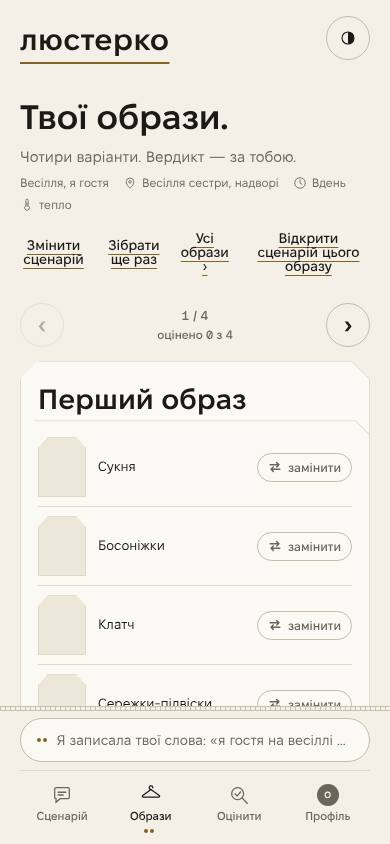 люстерко
Твої образи.
Чотири варіанти. Вердикт — за тобою.
Весілля, я гостя Весілля сестри, надворі Вдень
тепло
Змінити сценарій
Зібрати ще раз
Усі образи ›
Відкрити сценарій цього образу
‹ 1 / 4 ›
оцінено 0 з 4
Перший образ
Сукня замінити
Босоніжки замінити
Клатч замінити
Сережки-підвіски замінити
Я записала твої слова: «я гостя на весіллі ...
Сценарій Образи Оцінити О Профіль